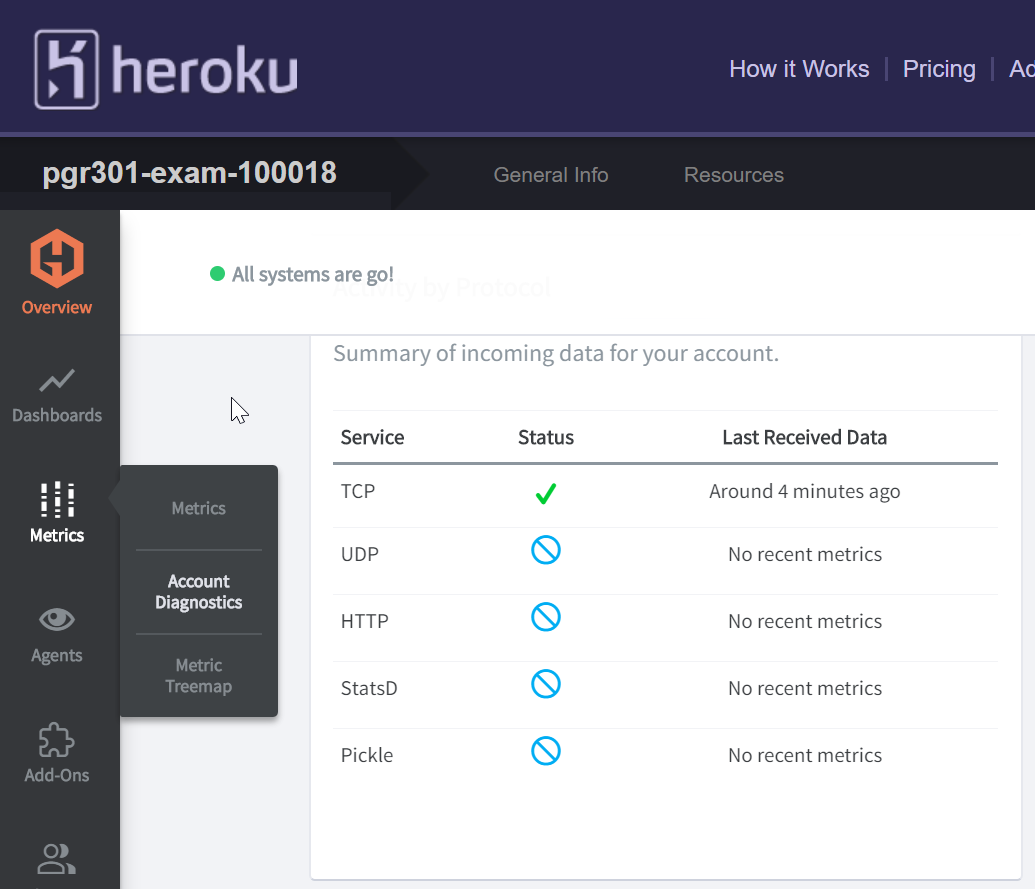 heroku
How it Works
Pricing
Ad
pgr301-exam-100018
General Info
Resources
Overview
All systems are go!
Activity by Protocol
Summary of incoming data for your account.
Dashboards
Service Status Last Received Data
TCP Around 4 minutes ago
UDP No recent metrics
HTTP No recent metrics
StatsD No recent metrics
Pickle No recent metrics
Metrics
Metrics
Account
Diagnostics
Metric
Treemap
Agents
Add-Ons